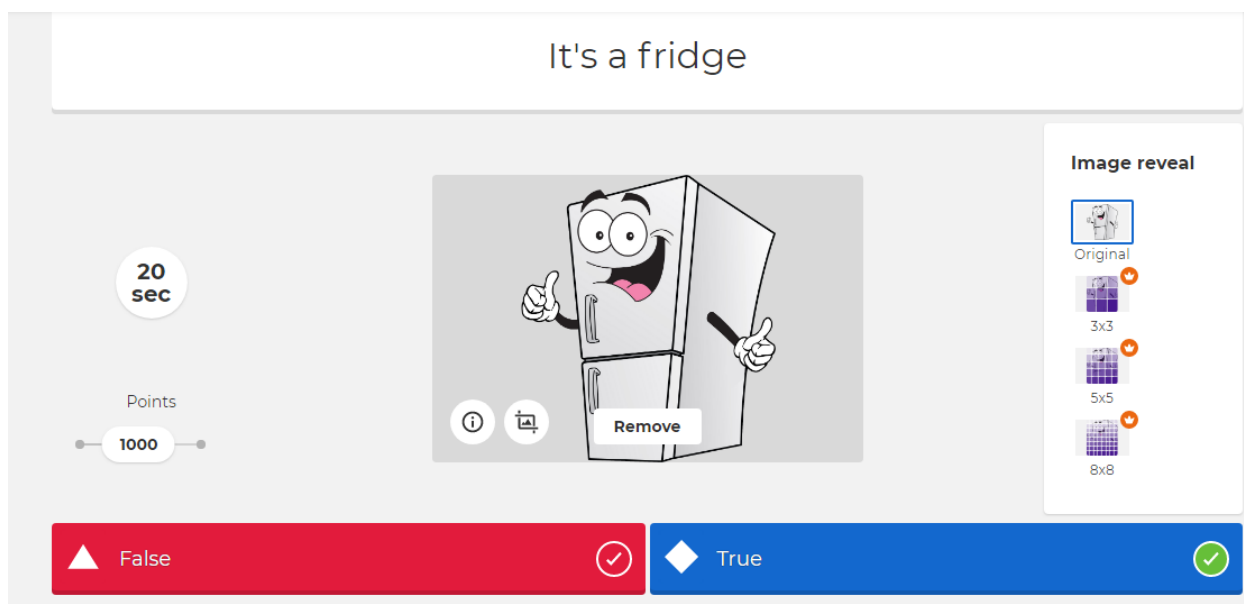 It's a fridge
Image reveal
Original
3x3
5x5
8x8
20
sec
Points
1000
Remove
False
True